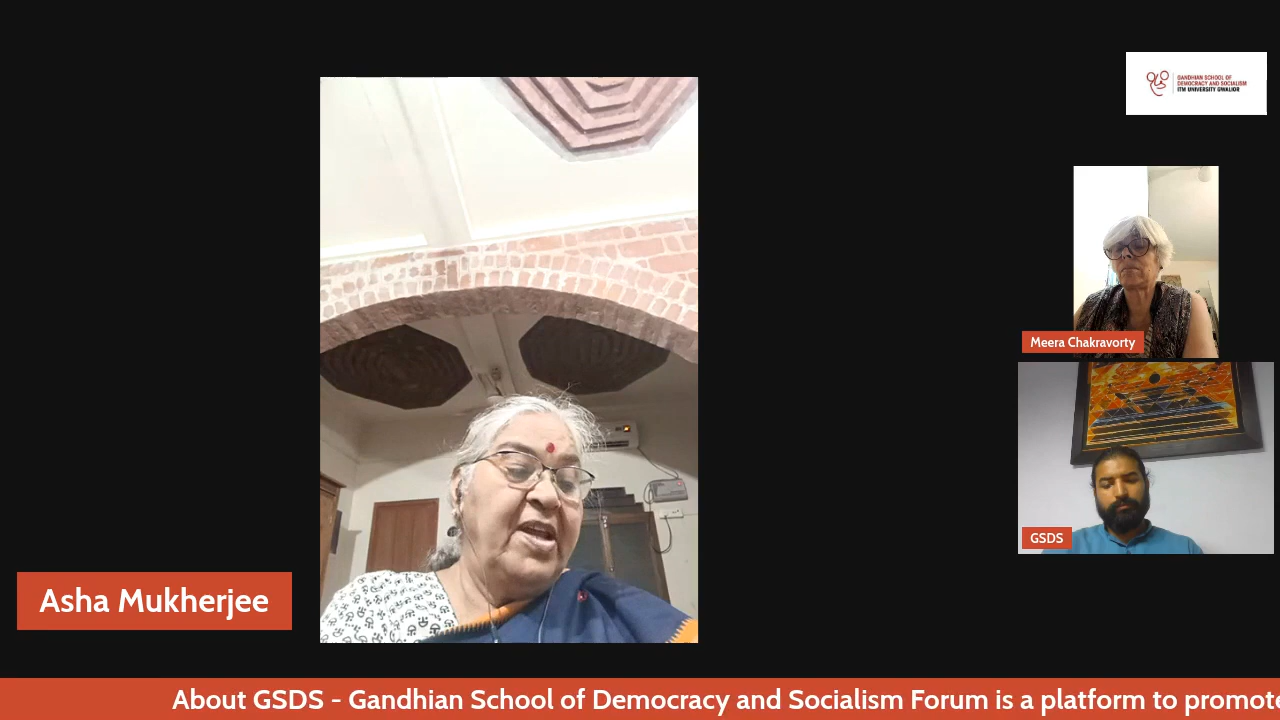 GANDHIAN SCHOOL OF
DEMOCRACY AND SOCIALISM
ITM UNIVERSITY GWALIOR
Meera Chakravorty
GSDS
Asha Mukherjee
About GSDS - Gandhian School of Democracy and Socialism Forum is a platform to promote